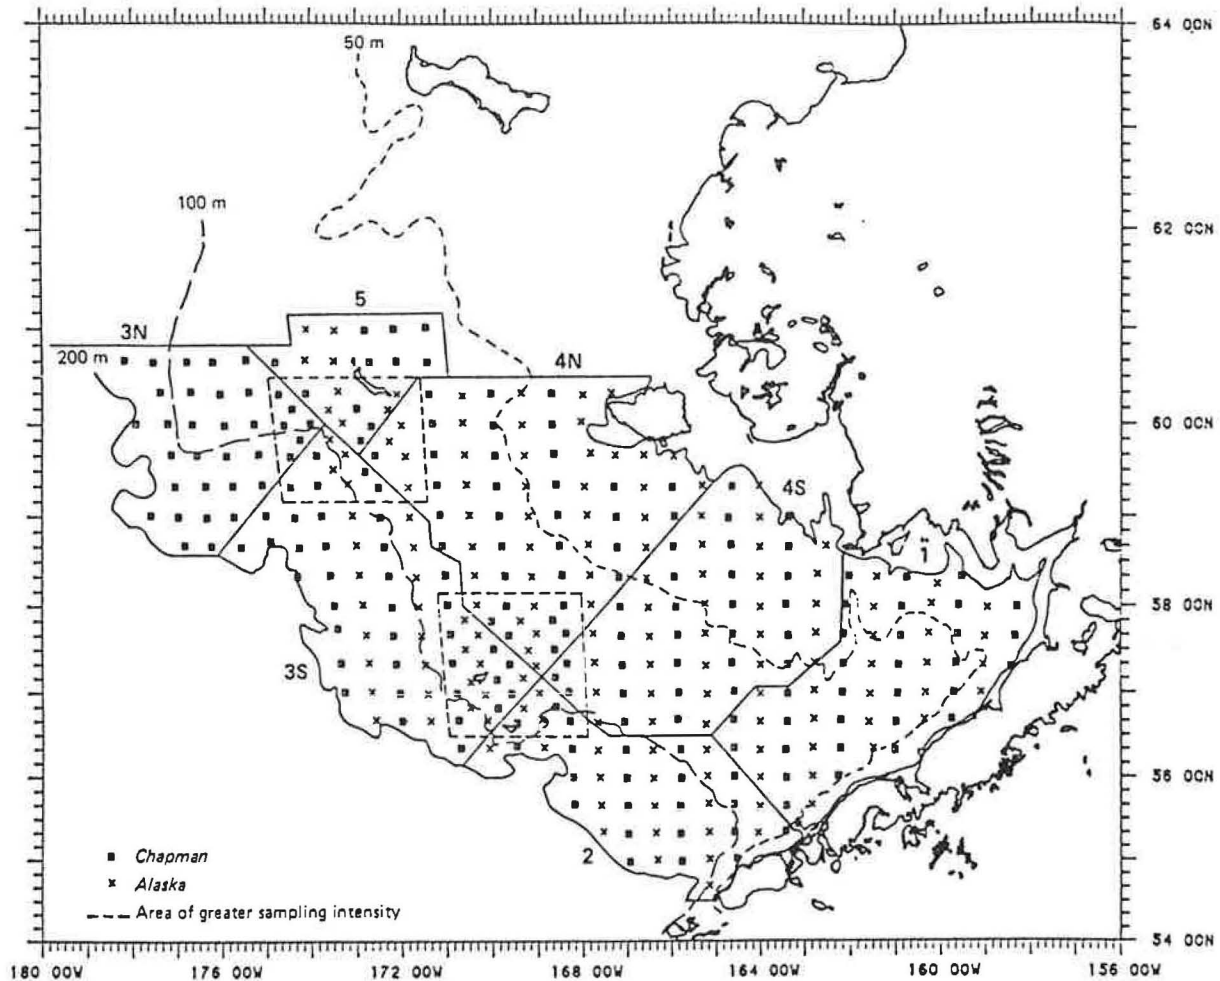 64 00N
50 m
100 m
62 00N
5
3N
200 m
4N
60 00N
4S
1
58 00N
3S
56 00N
2
Chapman
Alaska
Area of greater sampling intensity
54 00N
180 00W 176 00W 172 00W 168 00W 164 00W 160 00W 156 00W